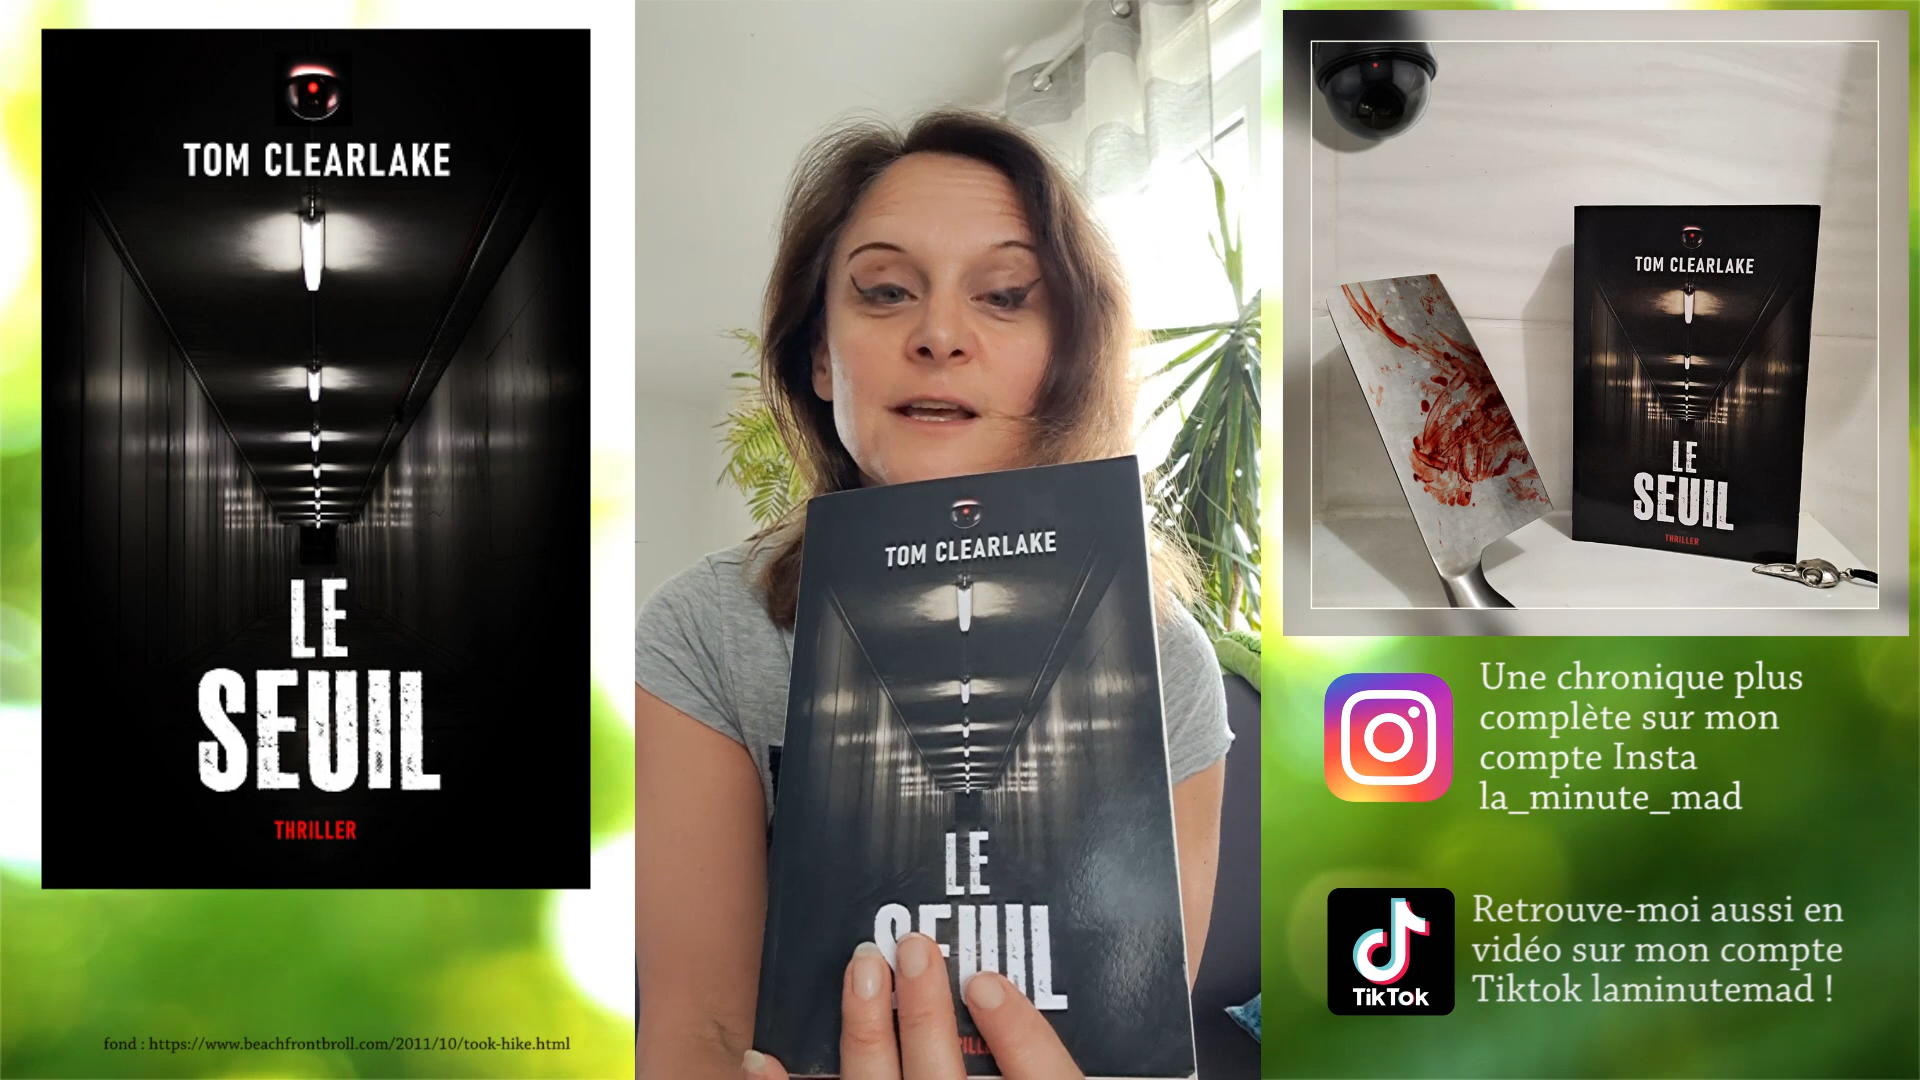 TOM CLEARLAKE
LE
SEUIL
THRILLER
fond : https://www.beachfrontbroll.com/2011/10/took-hike.html
TOM CLEARLAKE
LE
SEUIL
TOM CLEARLAKE
LE
SEUIL
THRILLER
Une chronique plus
complète sur mon
compte Insta
la_minute_mad
TikTok
Retrouve-moi aussi en
vidéo sur mon compte
Tiktok laminutemad !